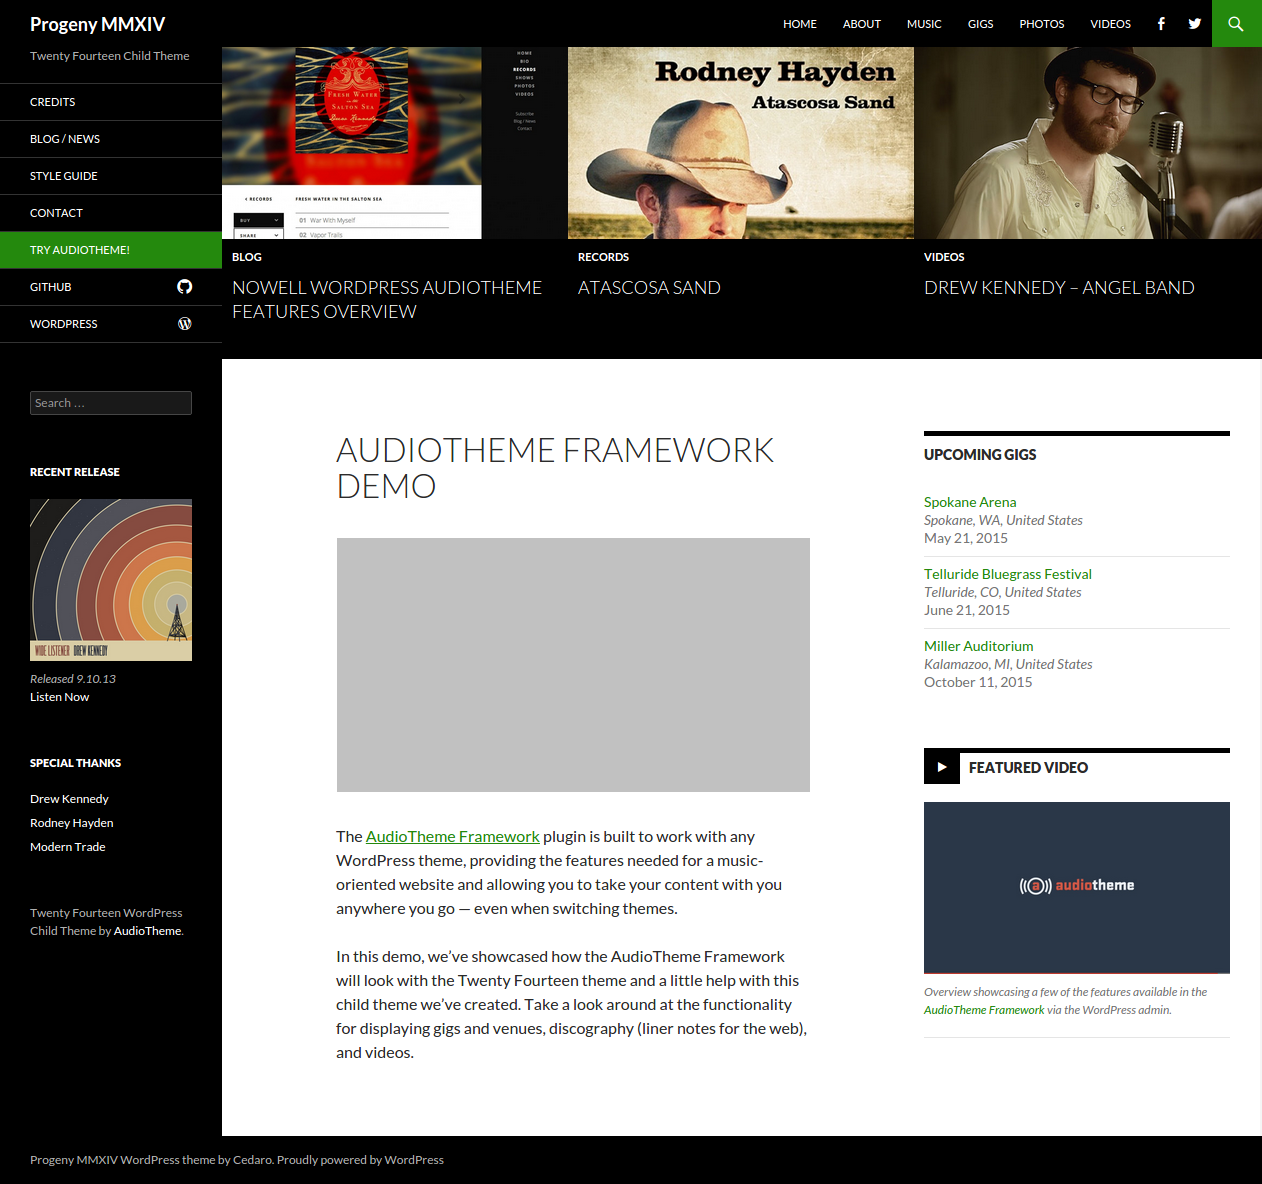 Progeny MMXIV
HOME ABOUT MUSIC GIGS PHOTOS VIDEOS
Twenty Fourteen Child Theme
CREDITS
BLOG / NEWS
STYLE GUIDE
CONTACT
TRY AUDIOTHEME!
GITHUB
WORDPRESS
Search …
RECENT RELEASE
WIDE LISTENER DREW KENNEDY
Released 9.10.13
Listen Now
SPECIAL THANKS
Drew Kennedy
Rodney Hayden
Modern Trade
Twenty Fourteen WordPress
Child Theme by AudioTheme.
FRESH WATER
IN THE
SALTON SEA
Drew Kennedy
HOME
BIO
RECORDS
SHOWS
PHOTOS
VIDEOS
Subscribe
Blog / News
Contact
RECORDS
FRESH WATER IN THE SALTON SEA
BUY
01 War With Myself
SHARE
02 Vapor Trails
BLOG
NOWELL WORDPRESS AUDIOTHEME
FEATURES OVERVIEW
Rodney Hayden
Atascosa Sand
RECORDS
ATASCOSA SAND
VIDEOS
DREW KENNEDY – ANGEL BAND
AUDIOTHEME FRAMEWORK
DEMO
The AudioTheme Framework plugin is built to work with any
WordPress theme, providing the features needed for a music-
oriented website and allowing you to take your content with you
anywhere you go — even when switching themes.
In this demo, we’ve showcased how the AudioTheme Framework
will look with the Twenty Fourteen theme and a little help with this
child theme we’ve created. Take a look around at the functionality
for displaying gigs and venues, discography (liner notes for the web),
and videos.
UPCOMING GIGS
Spokane Arena
Spokane, WA, United States
May 21, 2015
Telluride Bluegrass Festival
Telluride, CO, United States
June 21, 2015
Miller Auditorium
Kalamazoo, MI, United States
October 11, 2015
FEATURED VIDEO
((a)) audiotheme
Overview showcasing a few of the features available in the
AudioTheme Framework via the WordPress admin.
Progeny MMXIV WordPress theme by Cedaro. Proudly powered by WordPress